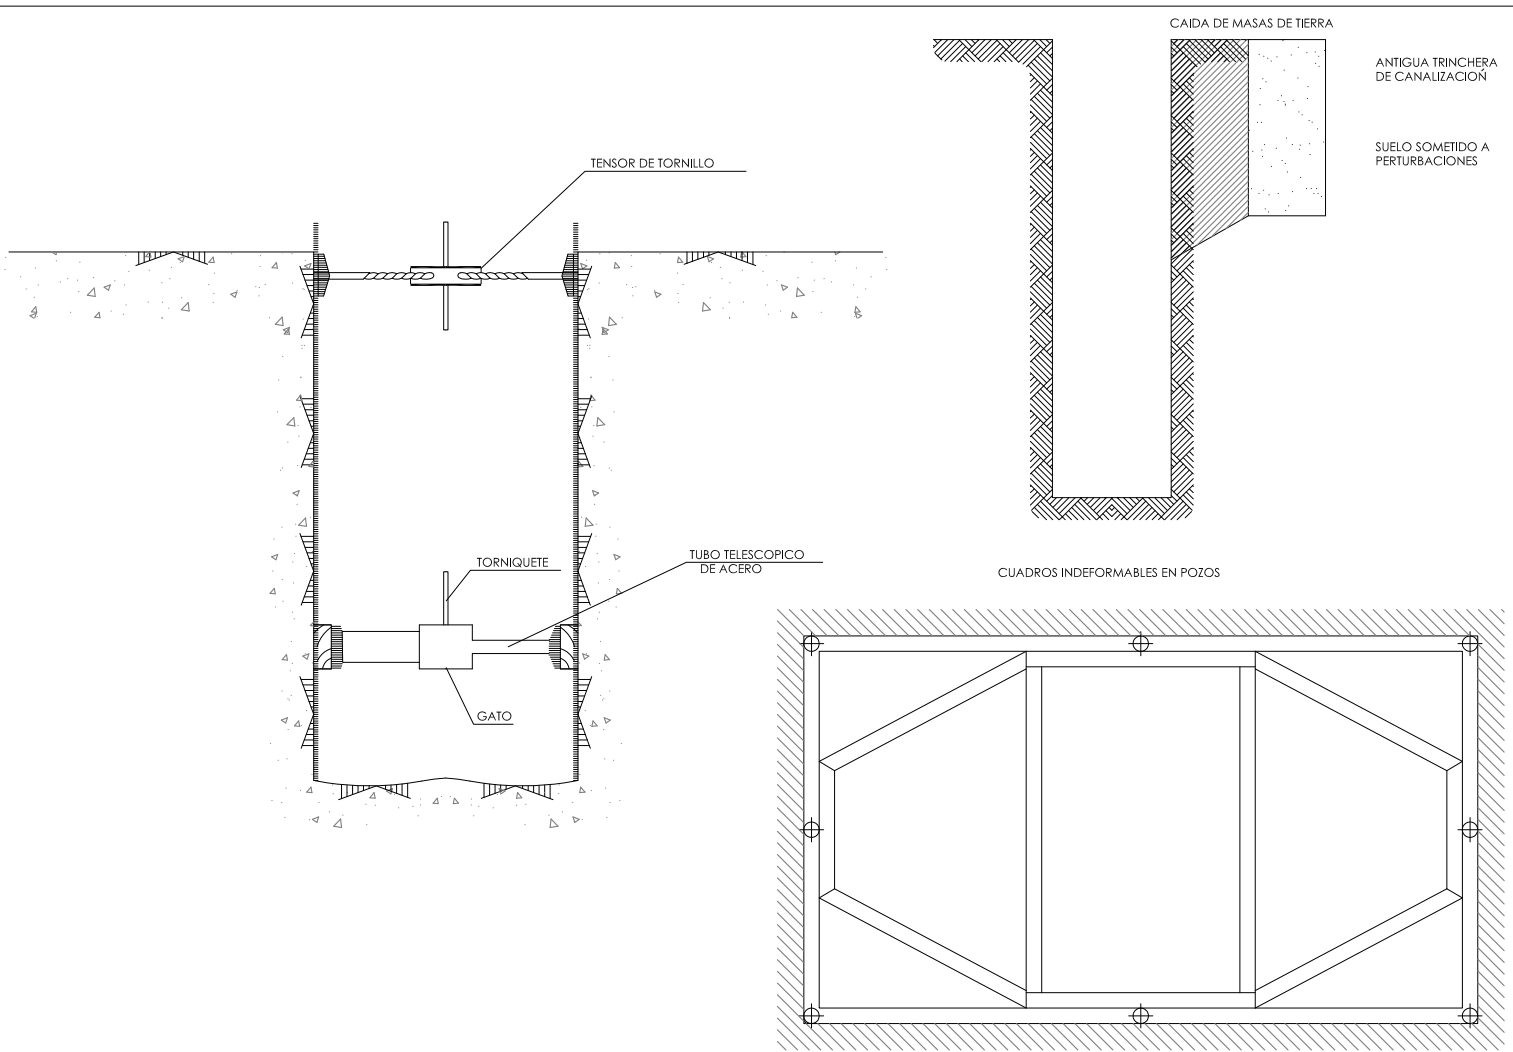 CAIDA DE MASAS DE TIERRA
ANTIGUA TRINCHERA
DE CANALIZACIOŃ
SUELO SOMETIDO A
PERTURBACIONES
TENSOR DE TORNILLO
TORNIQUETE
TUBO TELESCOPICO
DE ACERO
GATO
CUADROS INDEFORMABLES EN POZOS